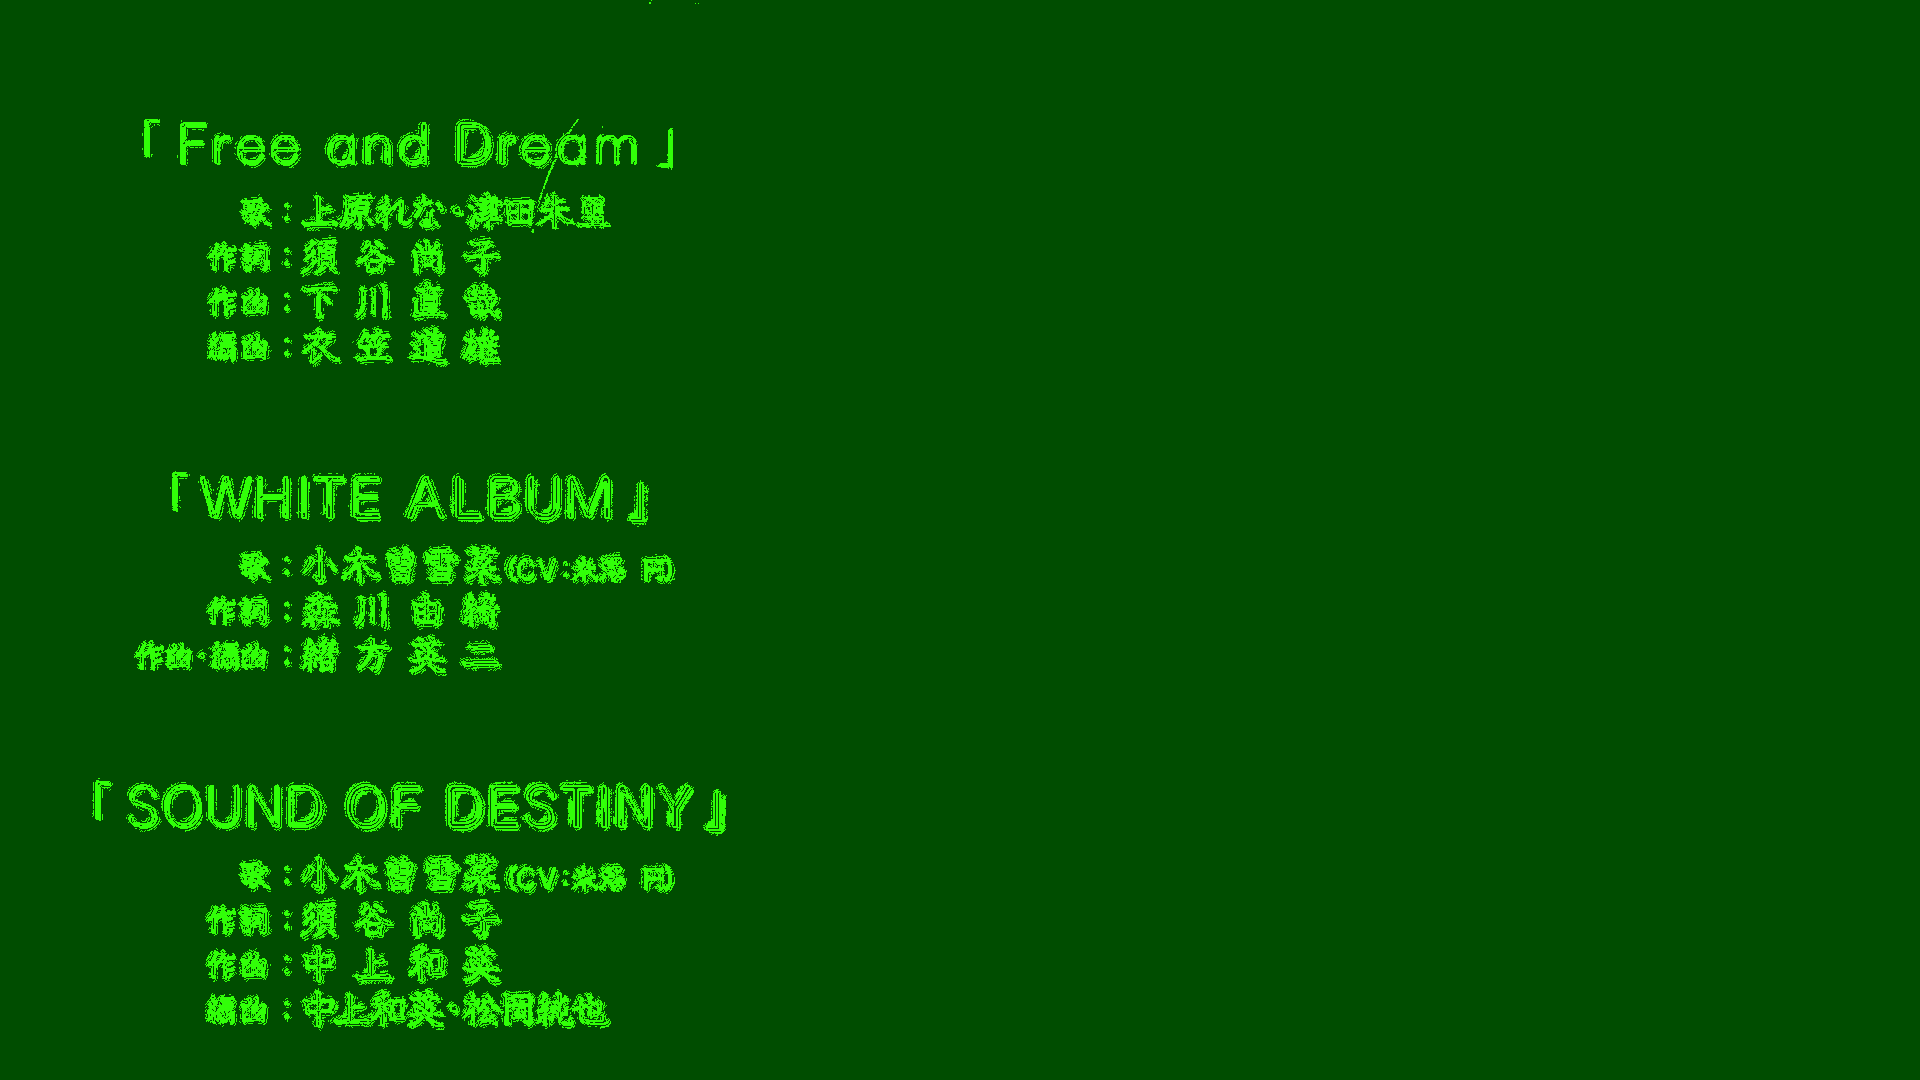 「Free and Dream」
歌：上原れな・津田朱里
作詞：須谷尚子
作曲：下川直哉
編曲：衣笠道雄
「WHITE ALBUM」
歌：小木曽雪菜(CV:米澤 円)
作詞：森川由綺
作曲・編曲：緒方英二
「SOUND OF DESTINY」
歌：小木曽雪菜(CV:米澤 円)
作詞：須谷尚子
作曲：中上和英
編曲：中上和英・松岡純也